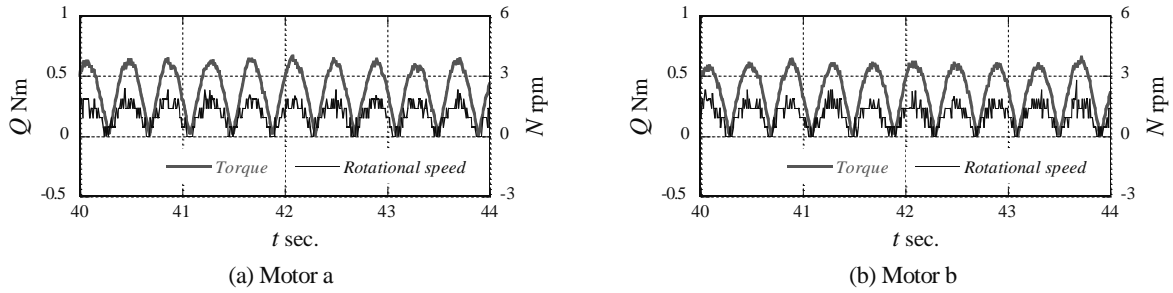 1
0.5
0
-0.5
Q Nm
6
3
0
-3
N rpm
Torque
Rotational speed
40
41
42
43
44
t sec.
(a) Motor a
1
0.5
0
-0.5
Q Nm
6
3
0
-3
N rpm
Torque
Rotational speed
40
41
42
43
44
t sec.
(b) Motor b